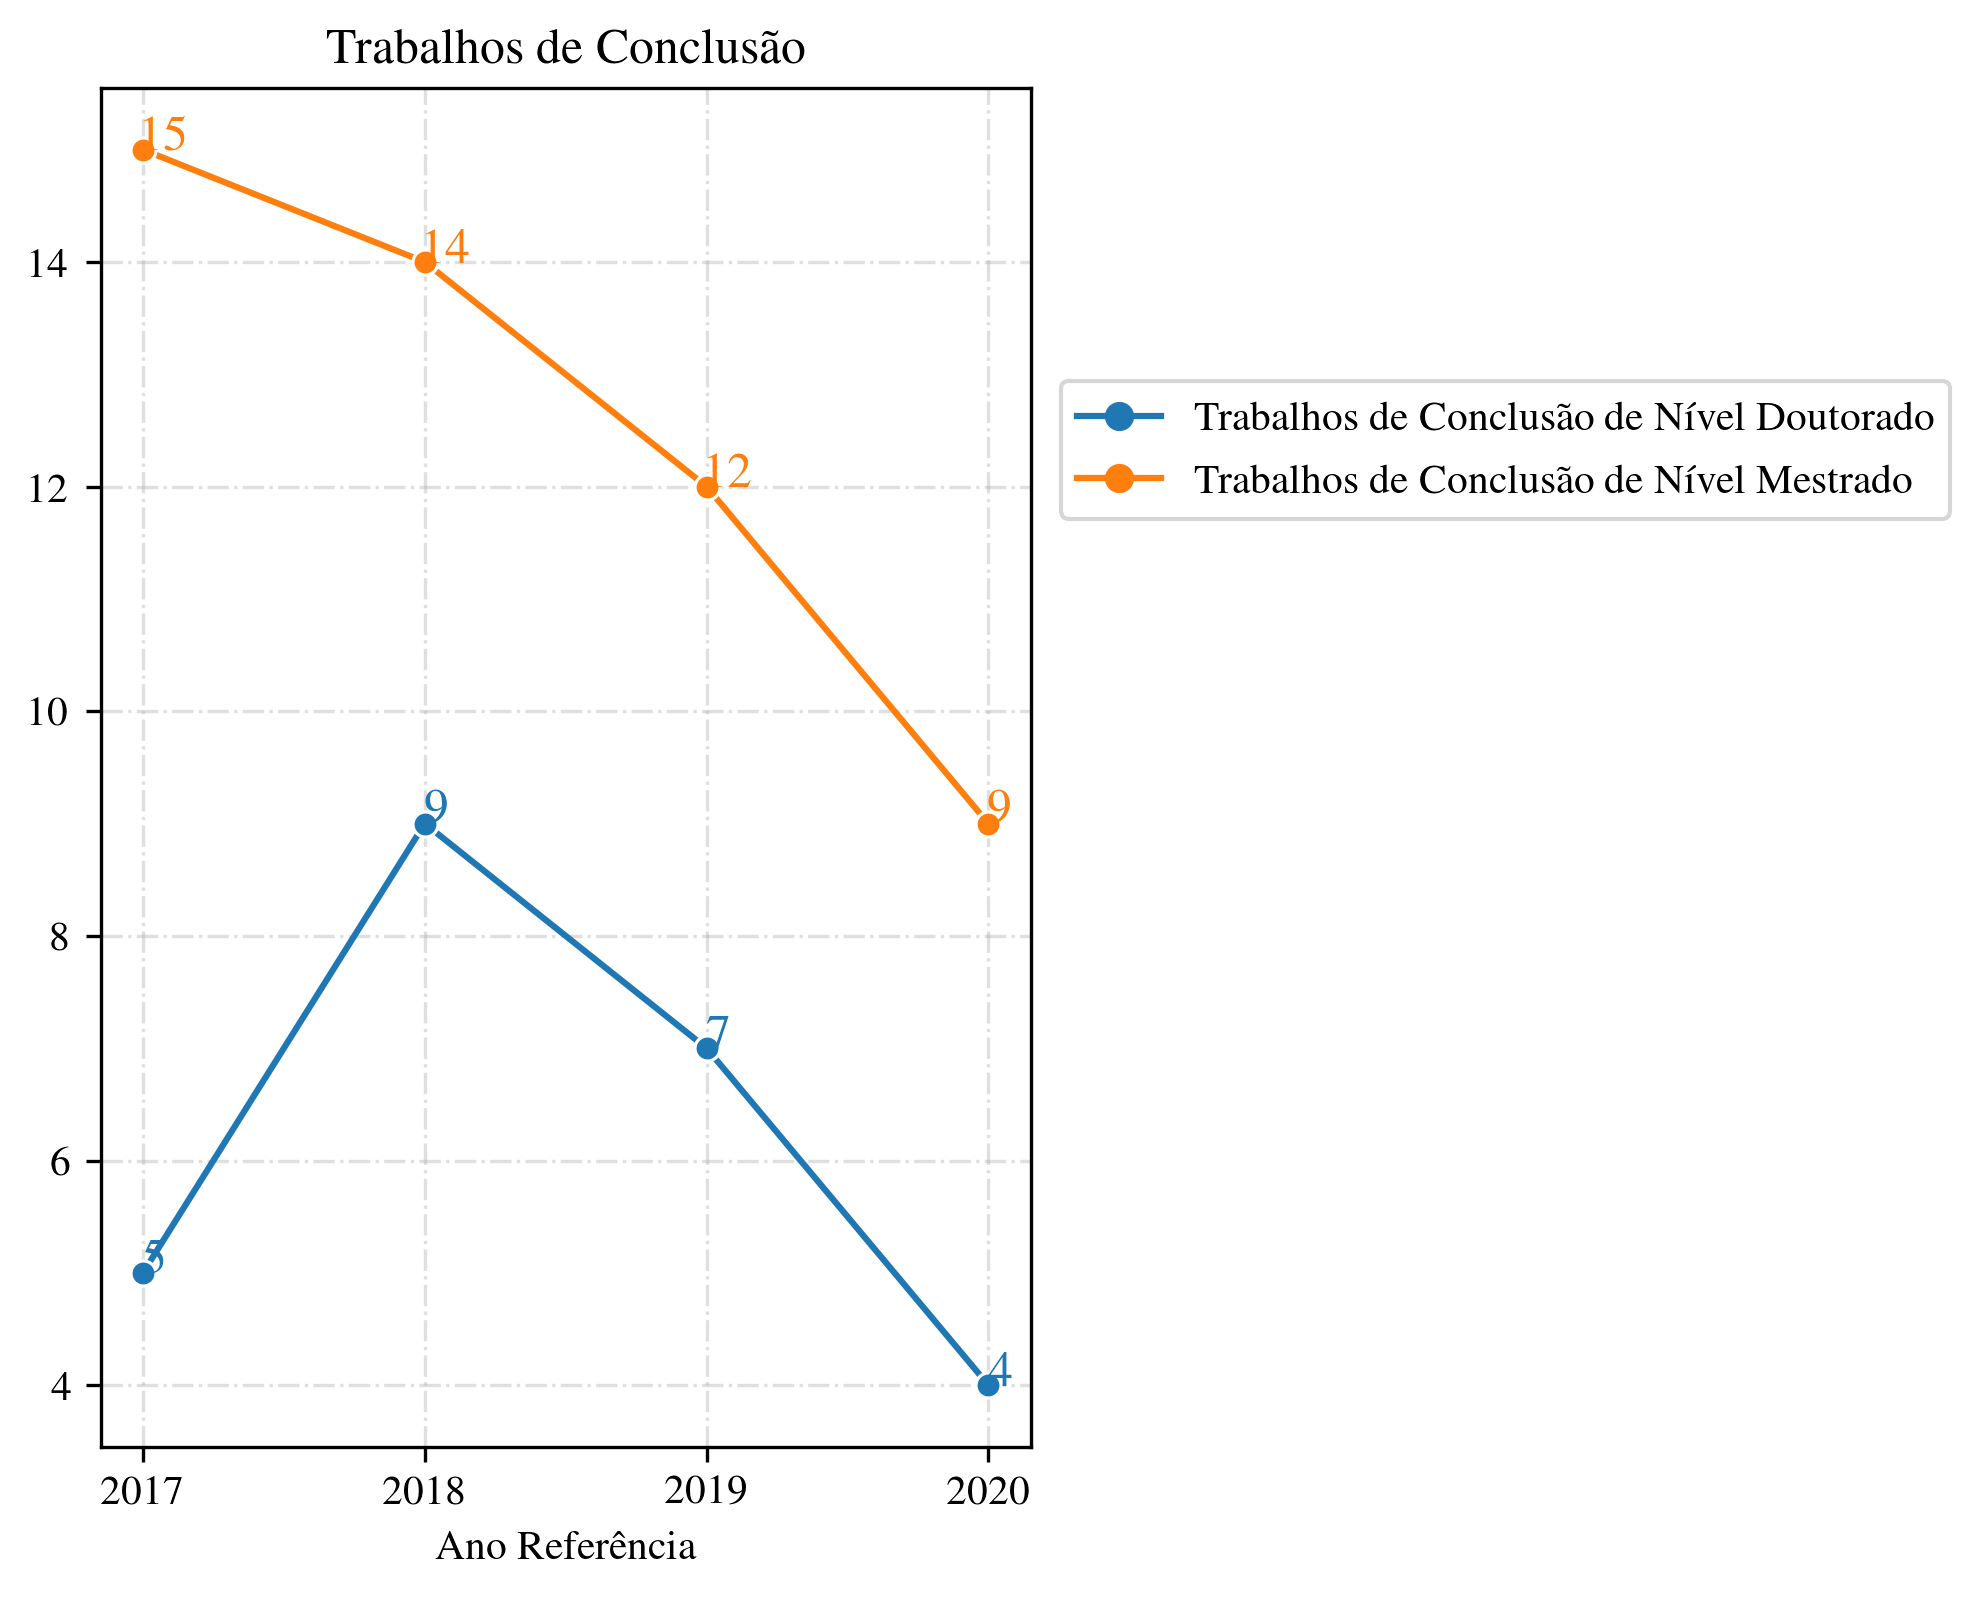 Trabalhos de Conclusão
15
14
14
12
12
Trabalhos de Conclusão de Nível Doutorado
Trabalhos de Conclusão de Nível Mestrado
10
9
9
8
7
6
5
4
4
2017 2018 2019 2020
Ano Referência